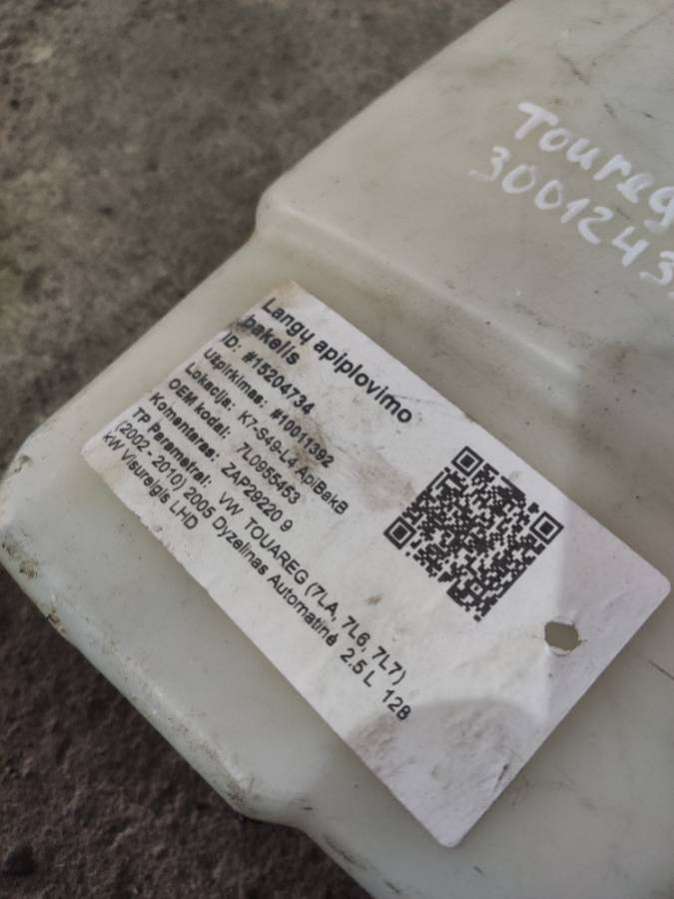 Toureg
3001243
Langų apiplovimo
bakelis
ID: #15204734
Užpirkimas: #10011392
Lokacija: K7-S49-L4 ApiBakB
OEM kodai: 7L0955453
Komentaras: ZAP29220 9
TP Parametrai: VW TOUAREG (7LA, 7L6, 7L7)
(2002 - 2010) 2005 Dyzelinas Automatinė 2.5 L 128
kW Visureigis LHD